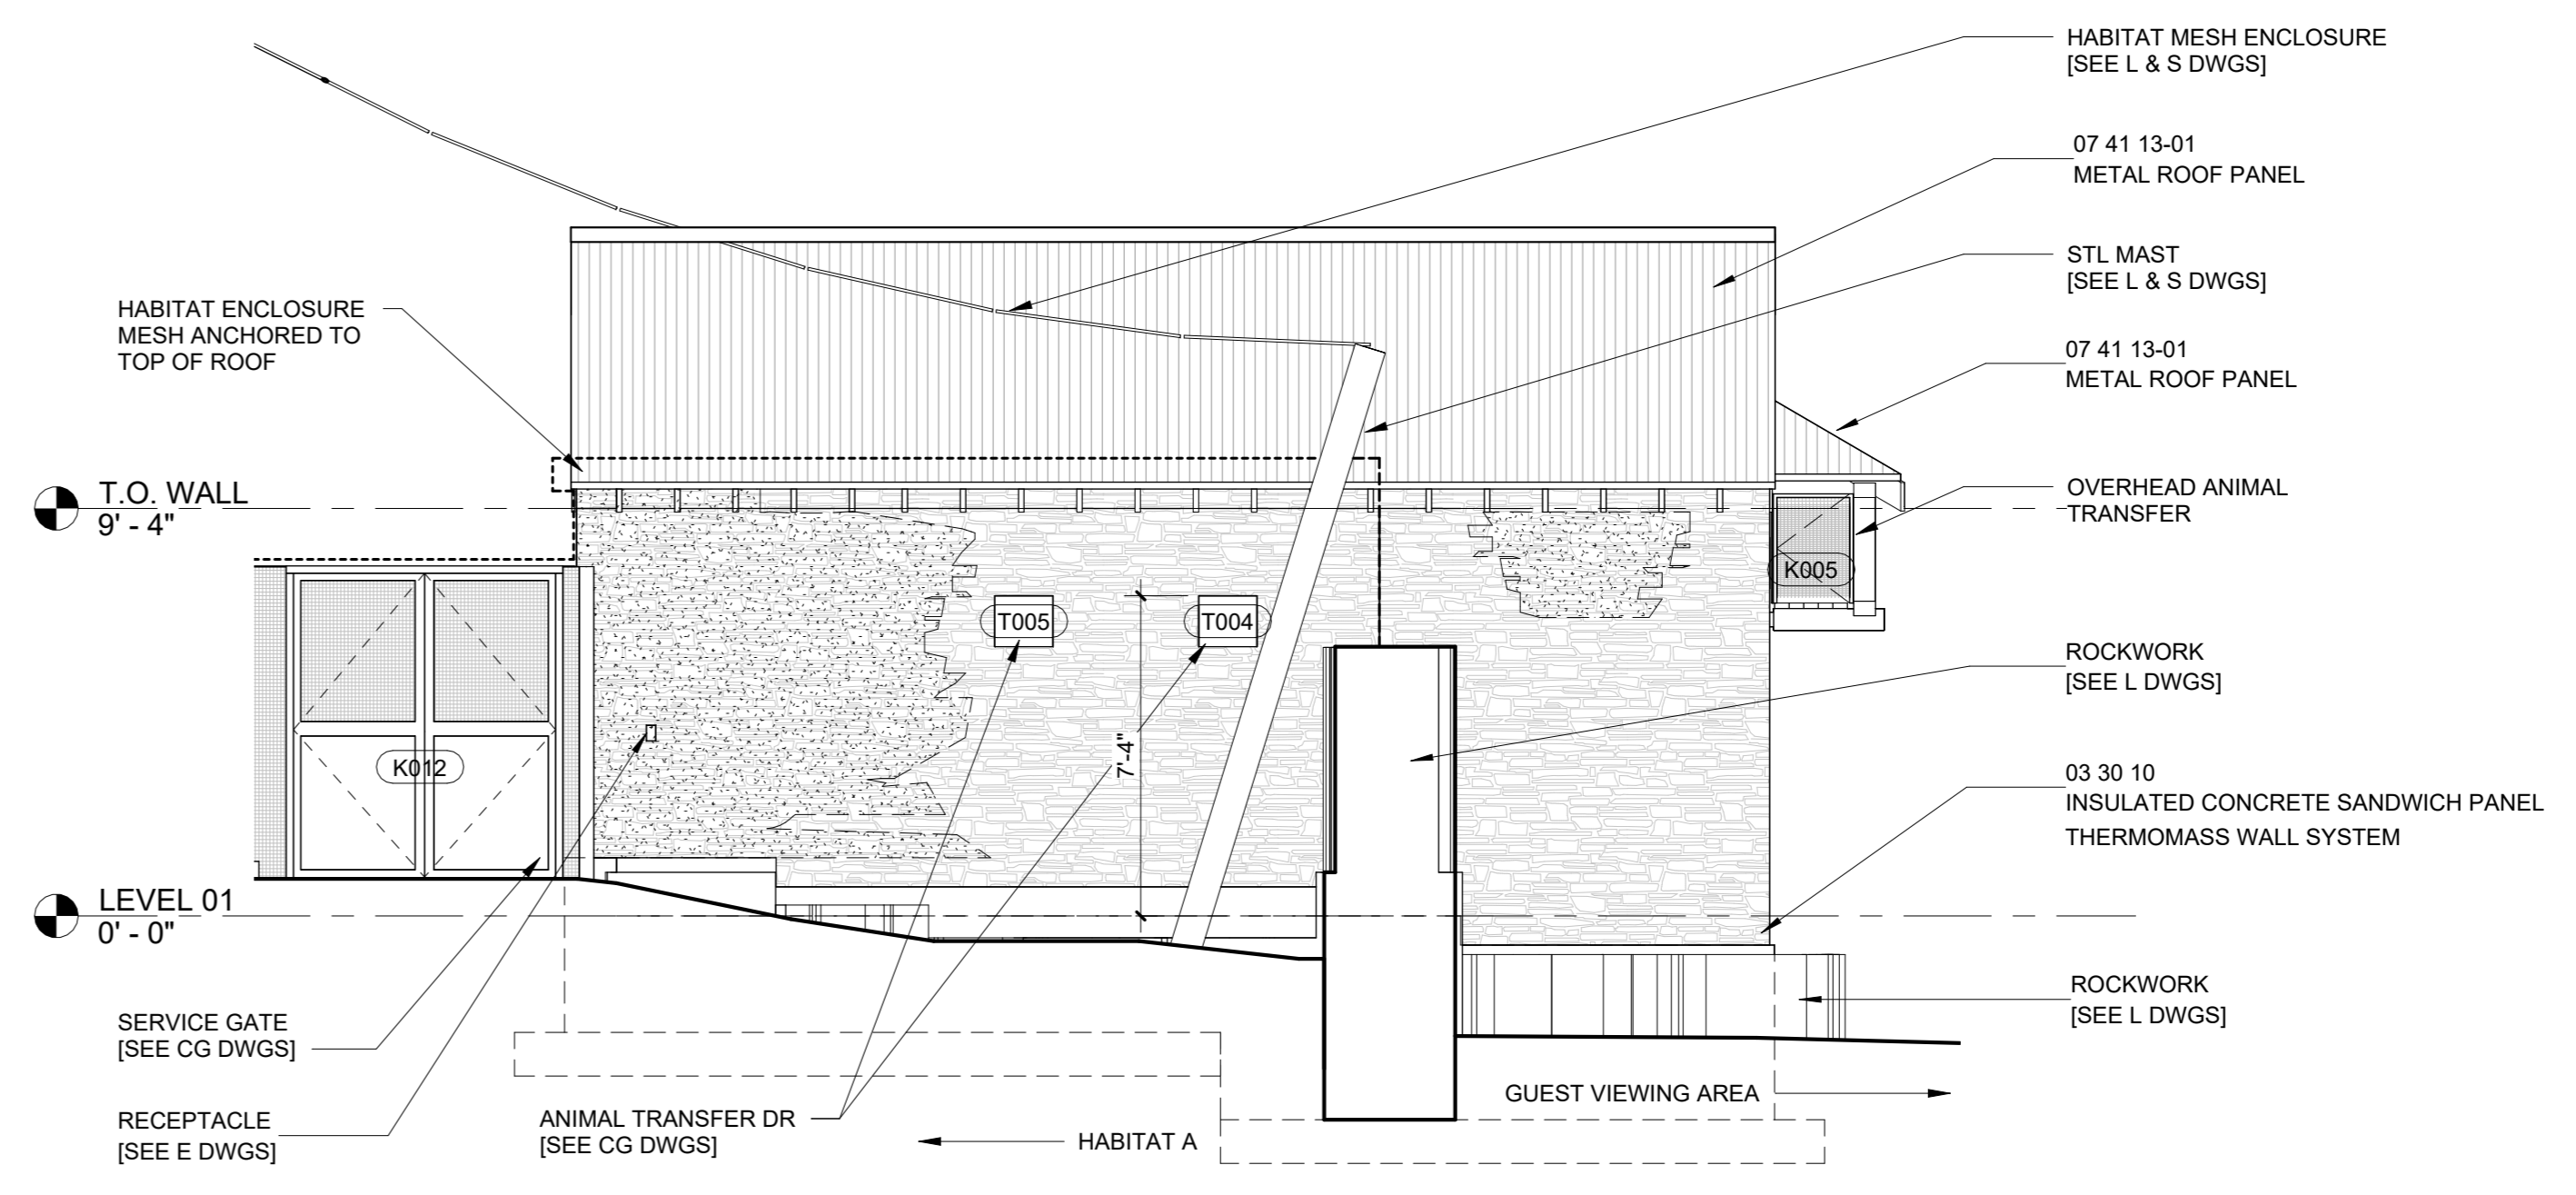 HABITAT MESH ENCLOSURE
[SEE L & S DWGS]
07 41 13-01
METAL ROOF PANEL
STL MAST
[SEE L & S DWGS]
HABITAT ENCLOSURE
MESH ANCHORED TO
TOP OF ROOF
07 41 13-01
METAL ROOF PANEL
T.O. WALL
9' - 4"
OVERHEAD ANIMAL
TRANSFER
K005
T005
T004
ROCKWORK
[SEE L DWGS]
7'-4"
K012
03 30 10
INSULATED CONCRETE SANDWICH PANEL
THERMOMASS WALL SYSTEM
LEVEL 01
0' - 0"
ROCKWORK
[SEE L DWGS]
SERVICE GATE
[SEE CG DWGS]
GUEST VIEWING AREA
RECEPTACLE
[SEE E DWGS]
ANIMAL TRANSFER DR
[SEE CG DWGS]
HABITAT A